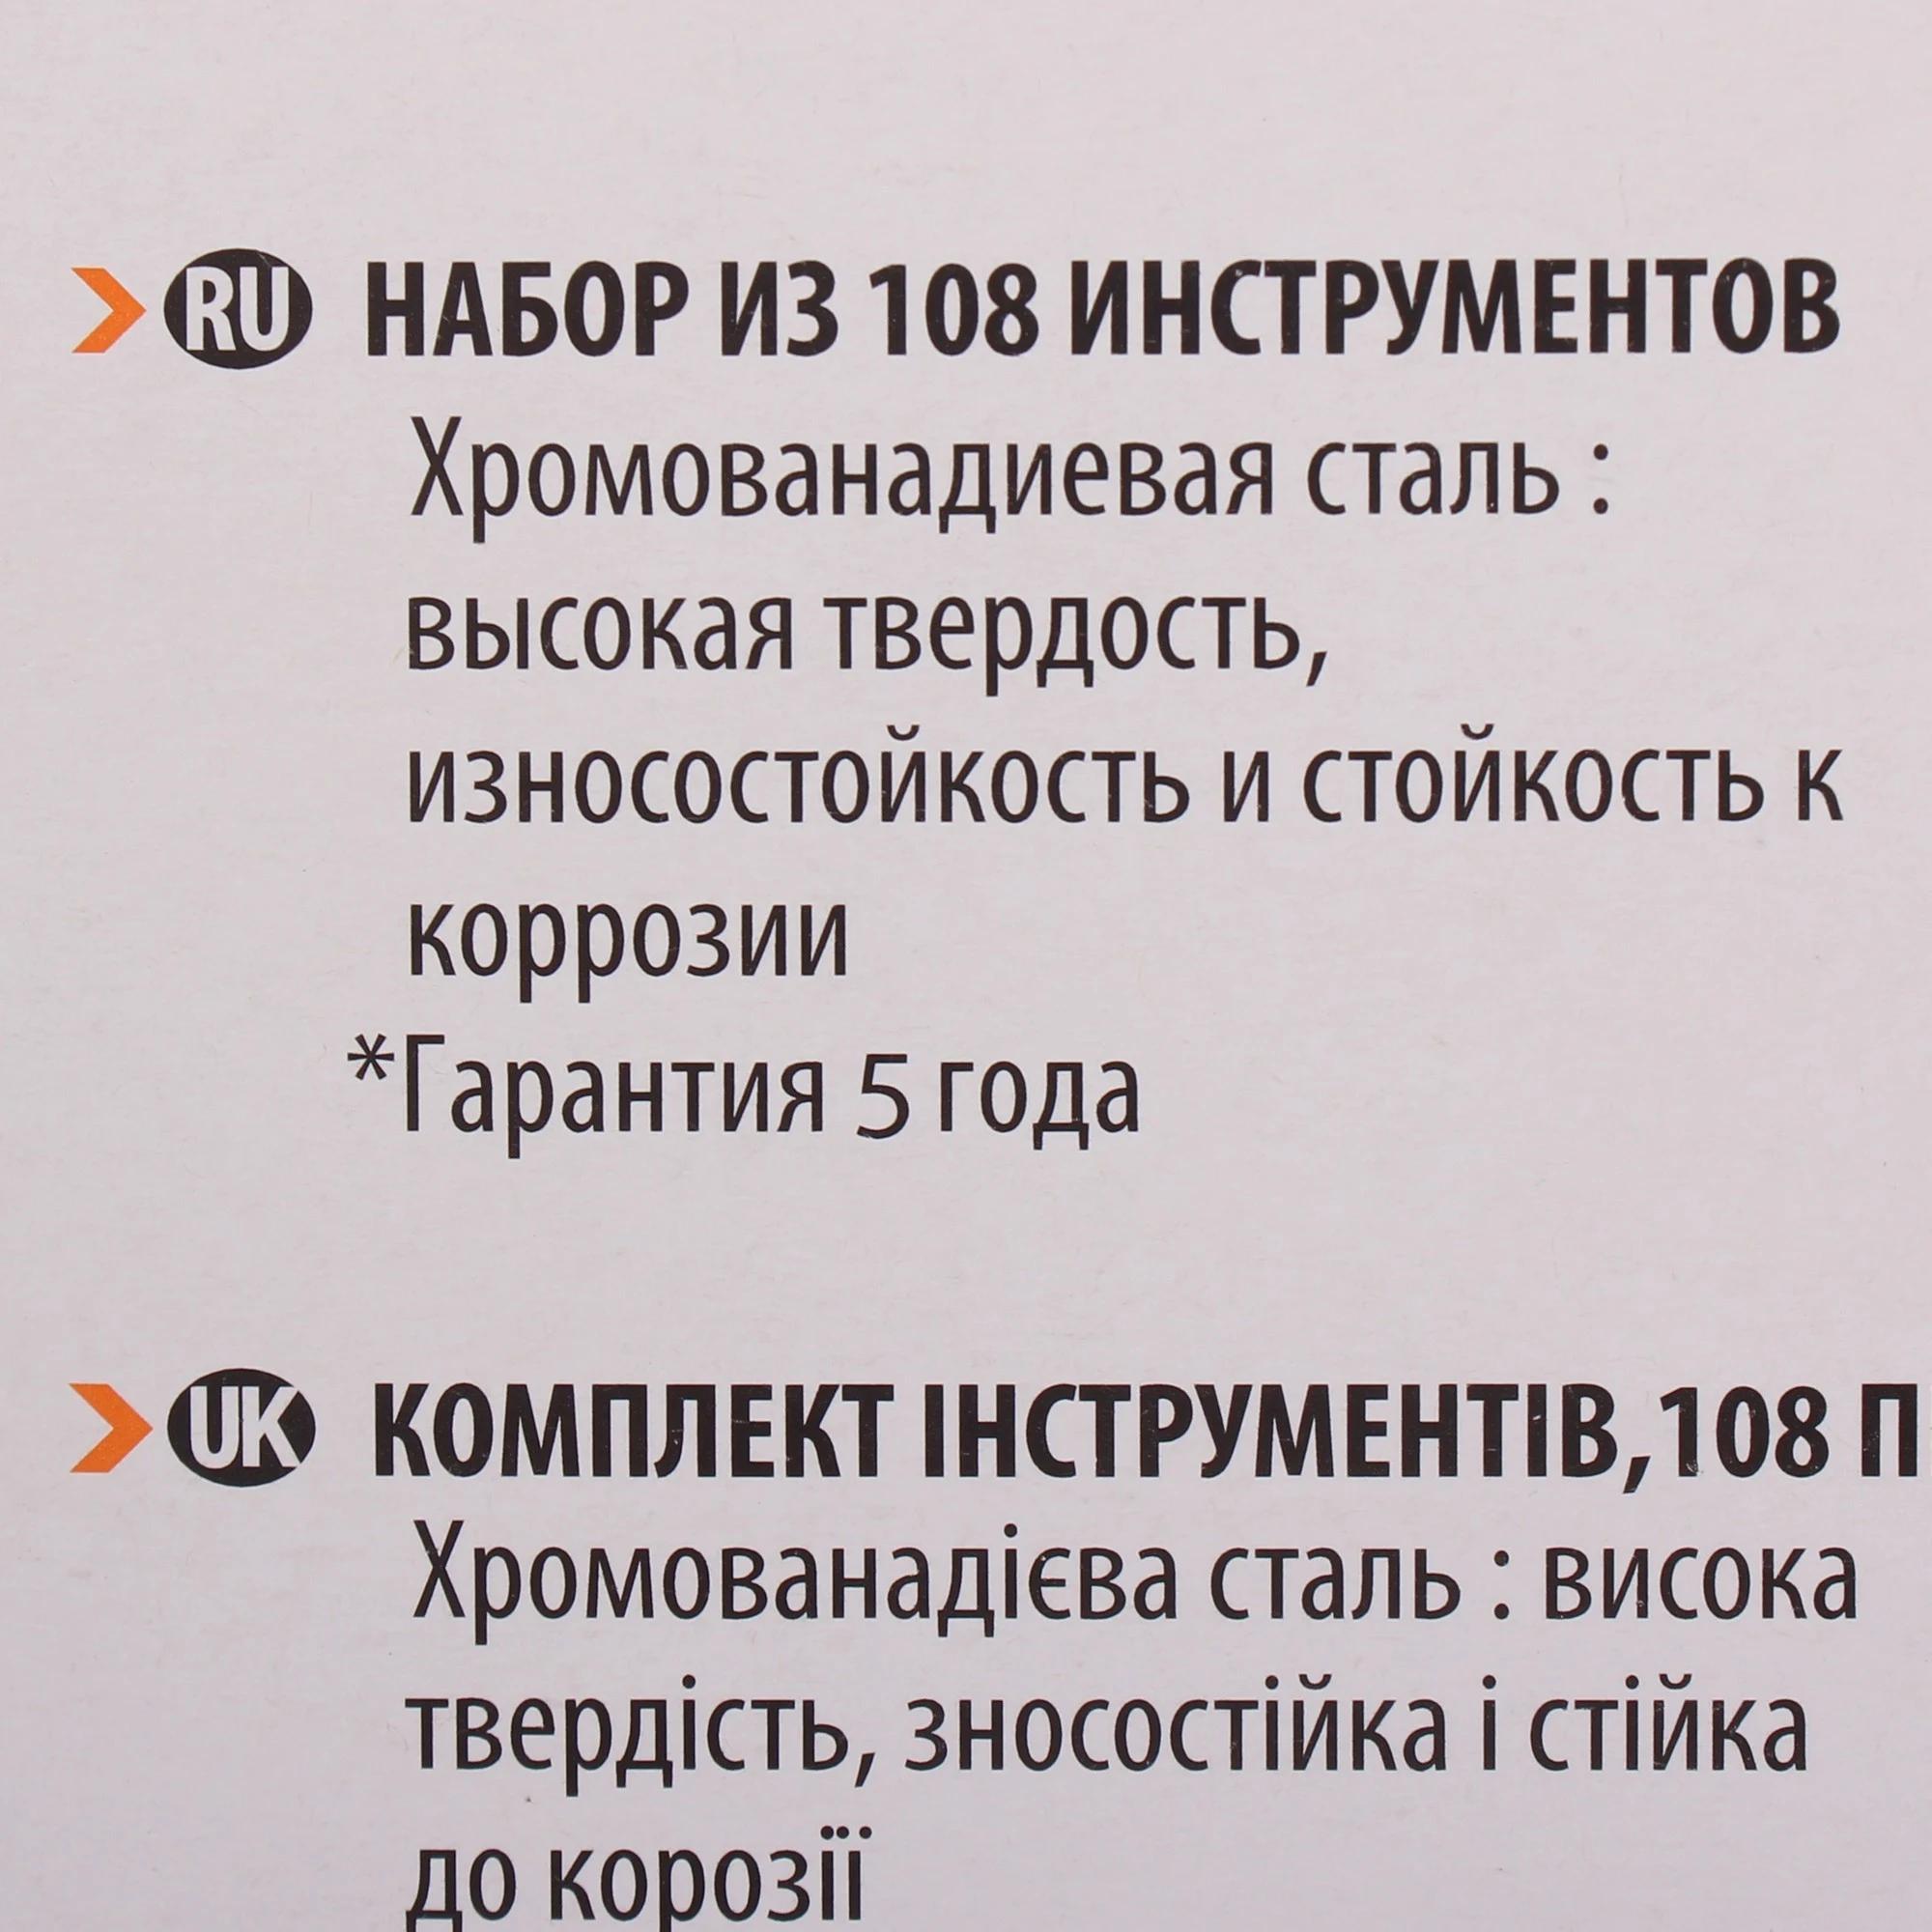 RU НАБОР ИЗ 108 ИНСТРУМЕНТОВ
Хромованадиевая сталь :
высокая твердость,
износостойкость и стойкость к
коррозии
*Гарантия 5 года
UK КОМПЛЕКТ ІНСТРУМЕНТІВ,108 П
Хромованадієва сталь : висока
твердість, зносостійка і стійка
до корозії